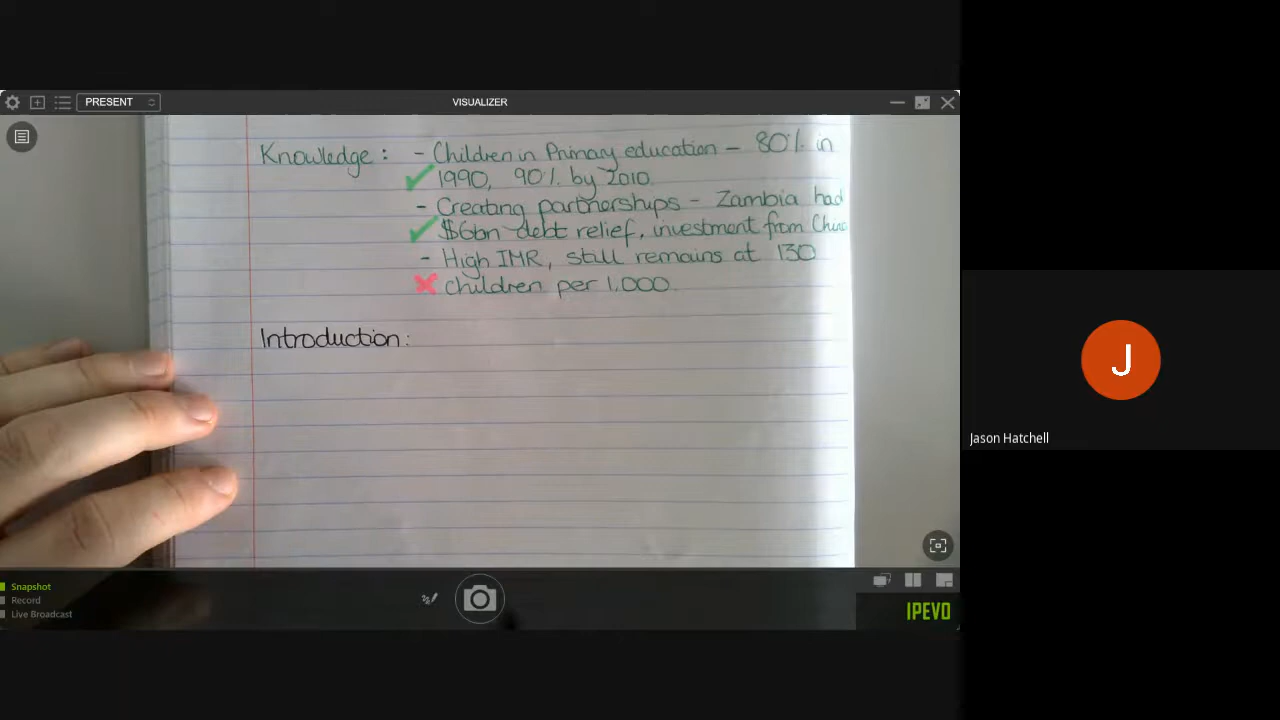 PRESENT
VISUALIZER
Knowledge: - Children in Primary education - 80% in
1990, 90% by 2010.
- Creating partnerships - Zambia had
$6bn debt relief, investment from China
- High IMR, still remains at 130
children per 1,000.
Introduction:
J
Jason Hatchell
Snapshot
Record
Live Broadcast
IPEVO